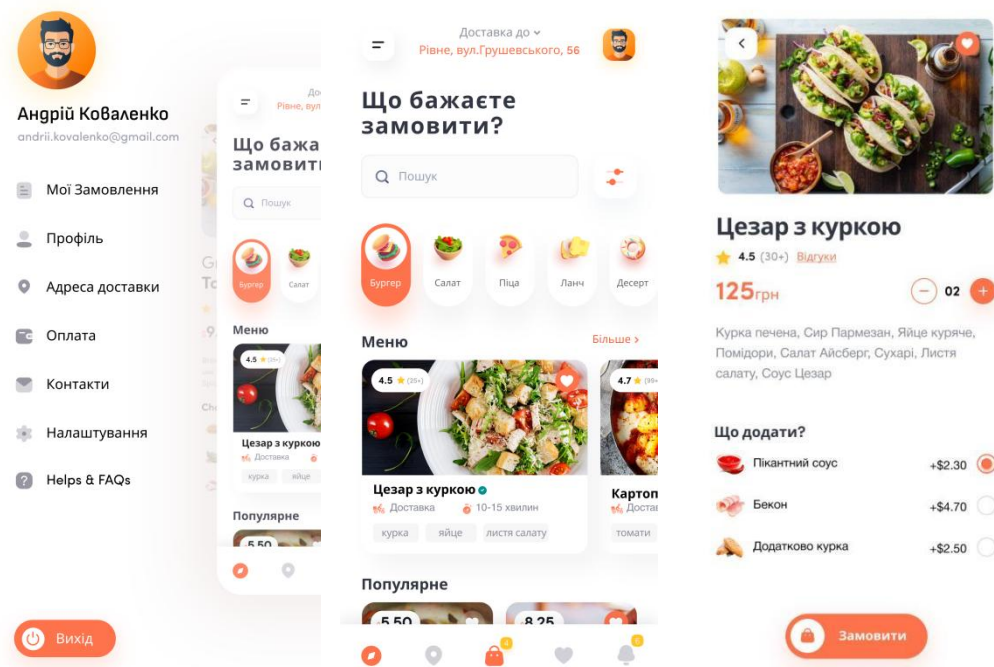 Андрій Коваленко
andrii.kovalenko@gmail.com
Мої Замовлення
Профіль
Адреса доставки
Оплата
Контакти
Налаштування
Helps & FAQs
Вихід
Рівне, вул
Що бажа
замовити
Пошук
Бургер
Салат
Меню
4.5
Цезар з куркою
Доставка
курка
яйце
Популярне
5.50
Доставка до
Рівне, вул.Грушевського, 56
Що бажаєте
замовити?
Пошук
Бургер
Салат
Піца
Ланч
Десерт
Меню
Більше >
4.5 (25+)
4.7
Цезар з куркою
Доставка
10-15 хвилин
курка
яйце
листя салату
Картоп
Достав
томати
Популярне
5.50
8.25
4
6
Цезар з куркою
4.5 (30+) Відгуки
125грн
02
Курка печена, Сир Пармезан, Яйце куряче,
Помідори, Салат Айсберг, Сухарі, Листя
салату, Соус Цезар
Що додати?
Пікантний соус
+$2.30
Бекон
+$4.70
Додатково курка
+$2.50
Замовити